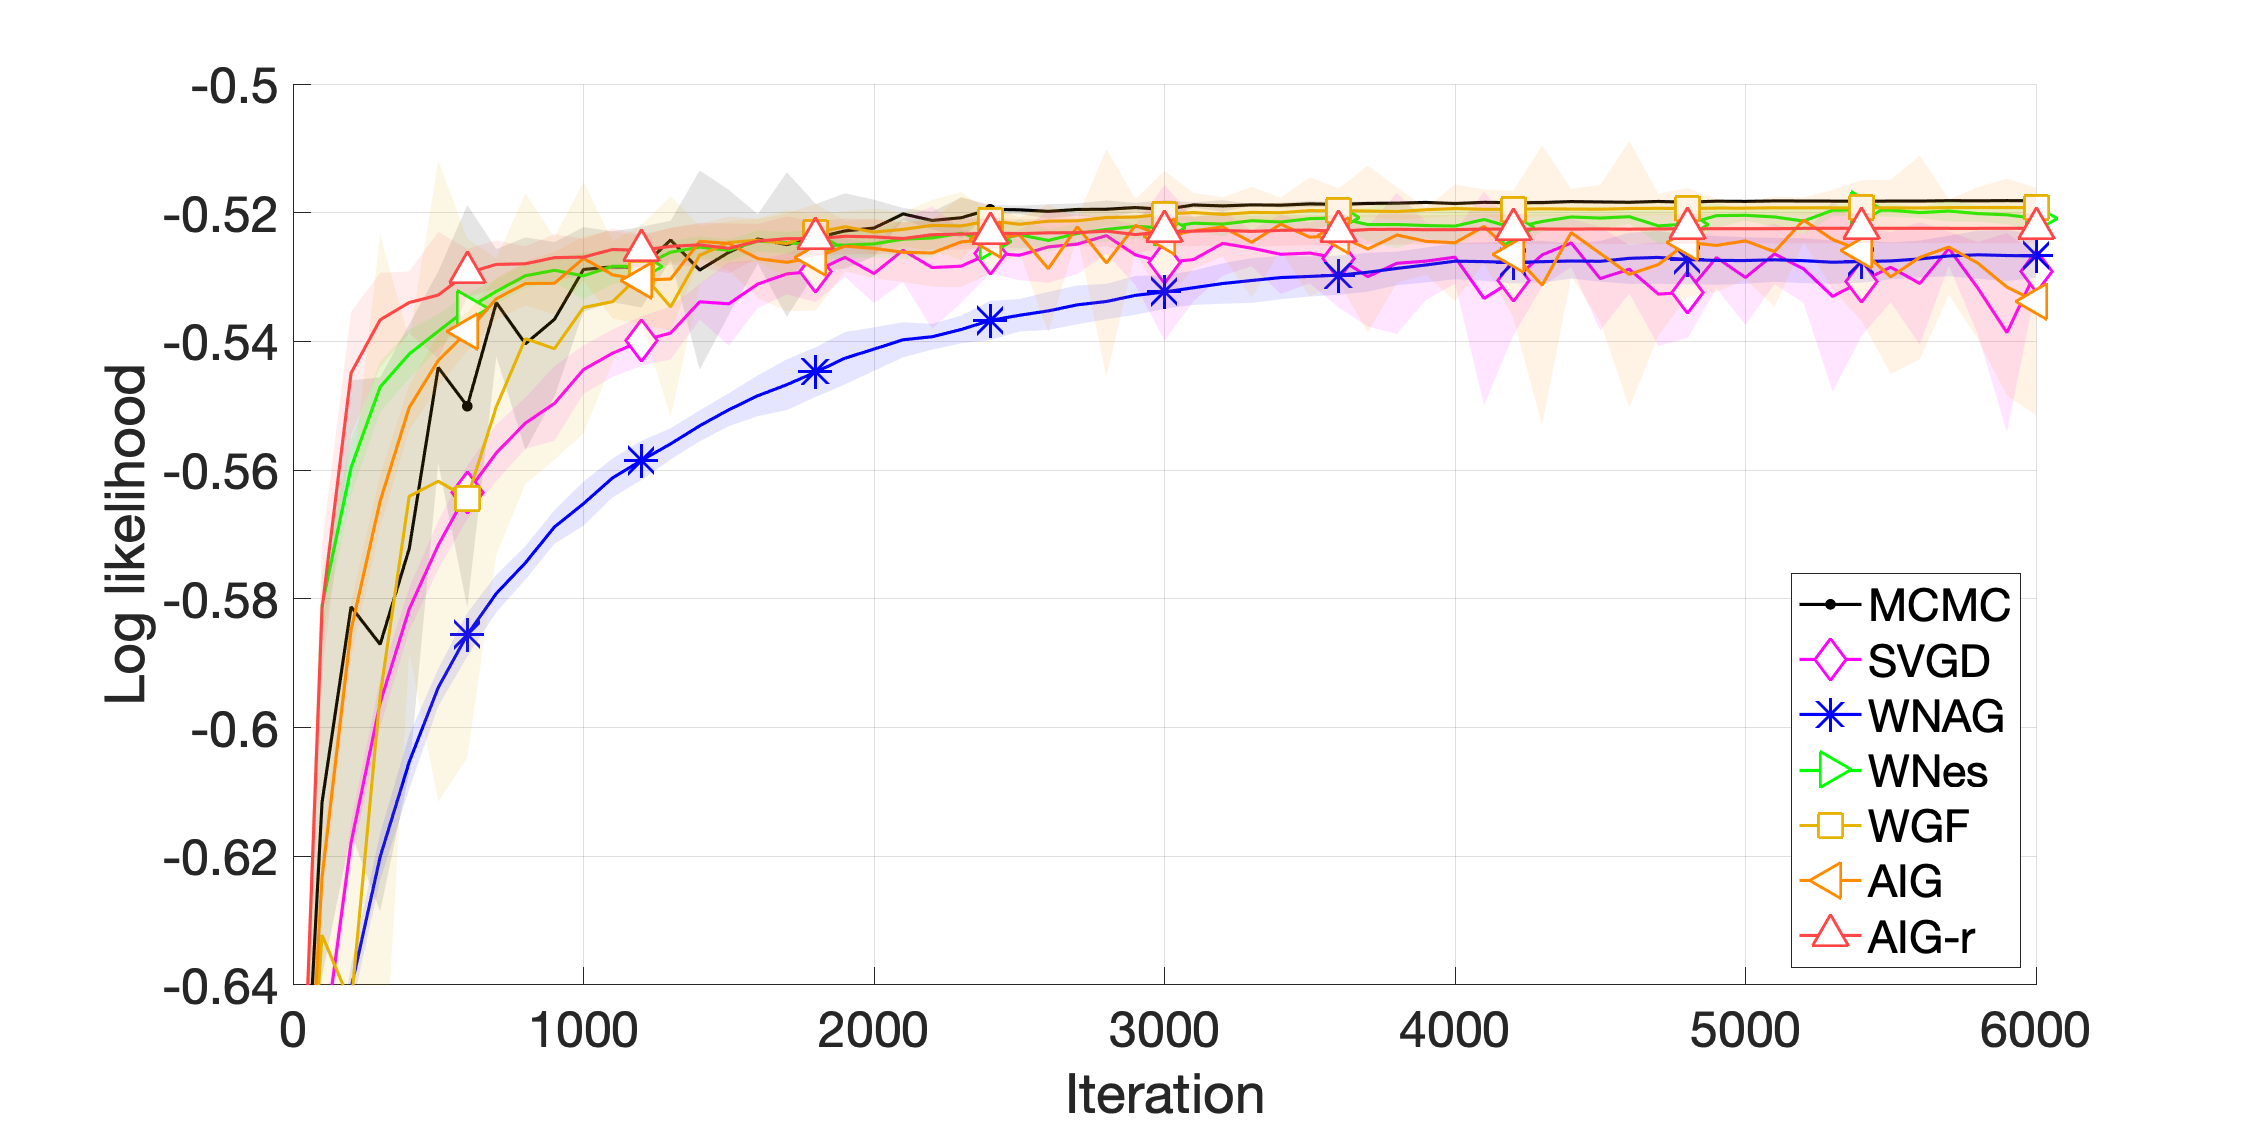 -0.5
-0.52
-0.54
-0.56
-0.58
-0.6
-0.62
-0.64
Log likelihood
0 1000 2000 3000 4000 5000 6000
Iteration
MCMC
SVGD
WNAG
WNes
WGF
AIG
AIG-r